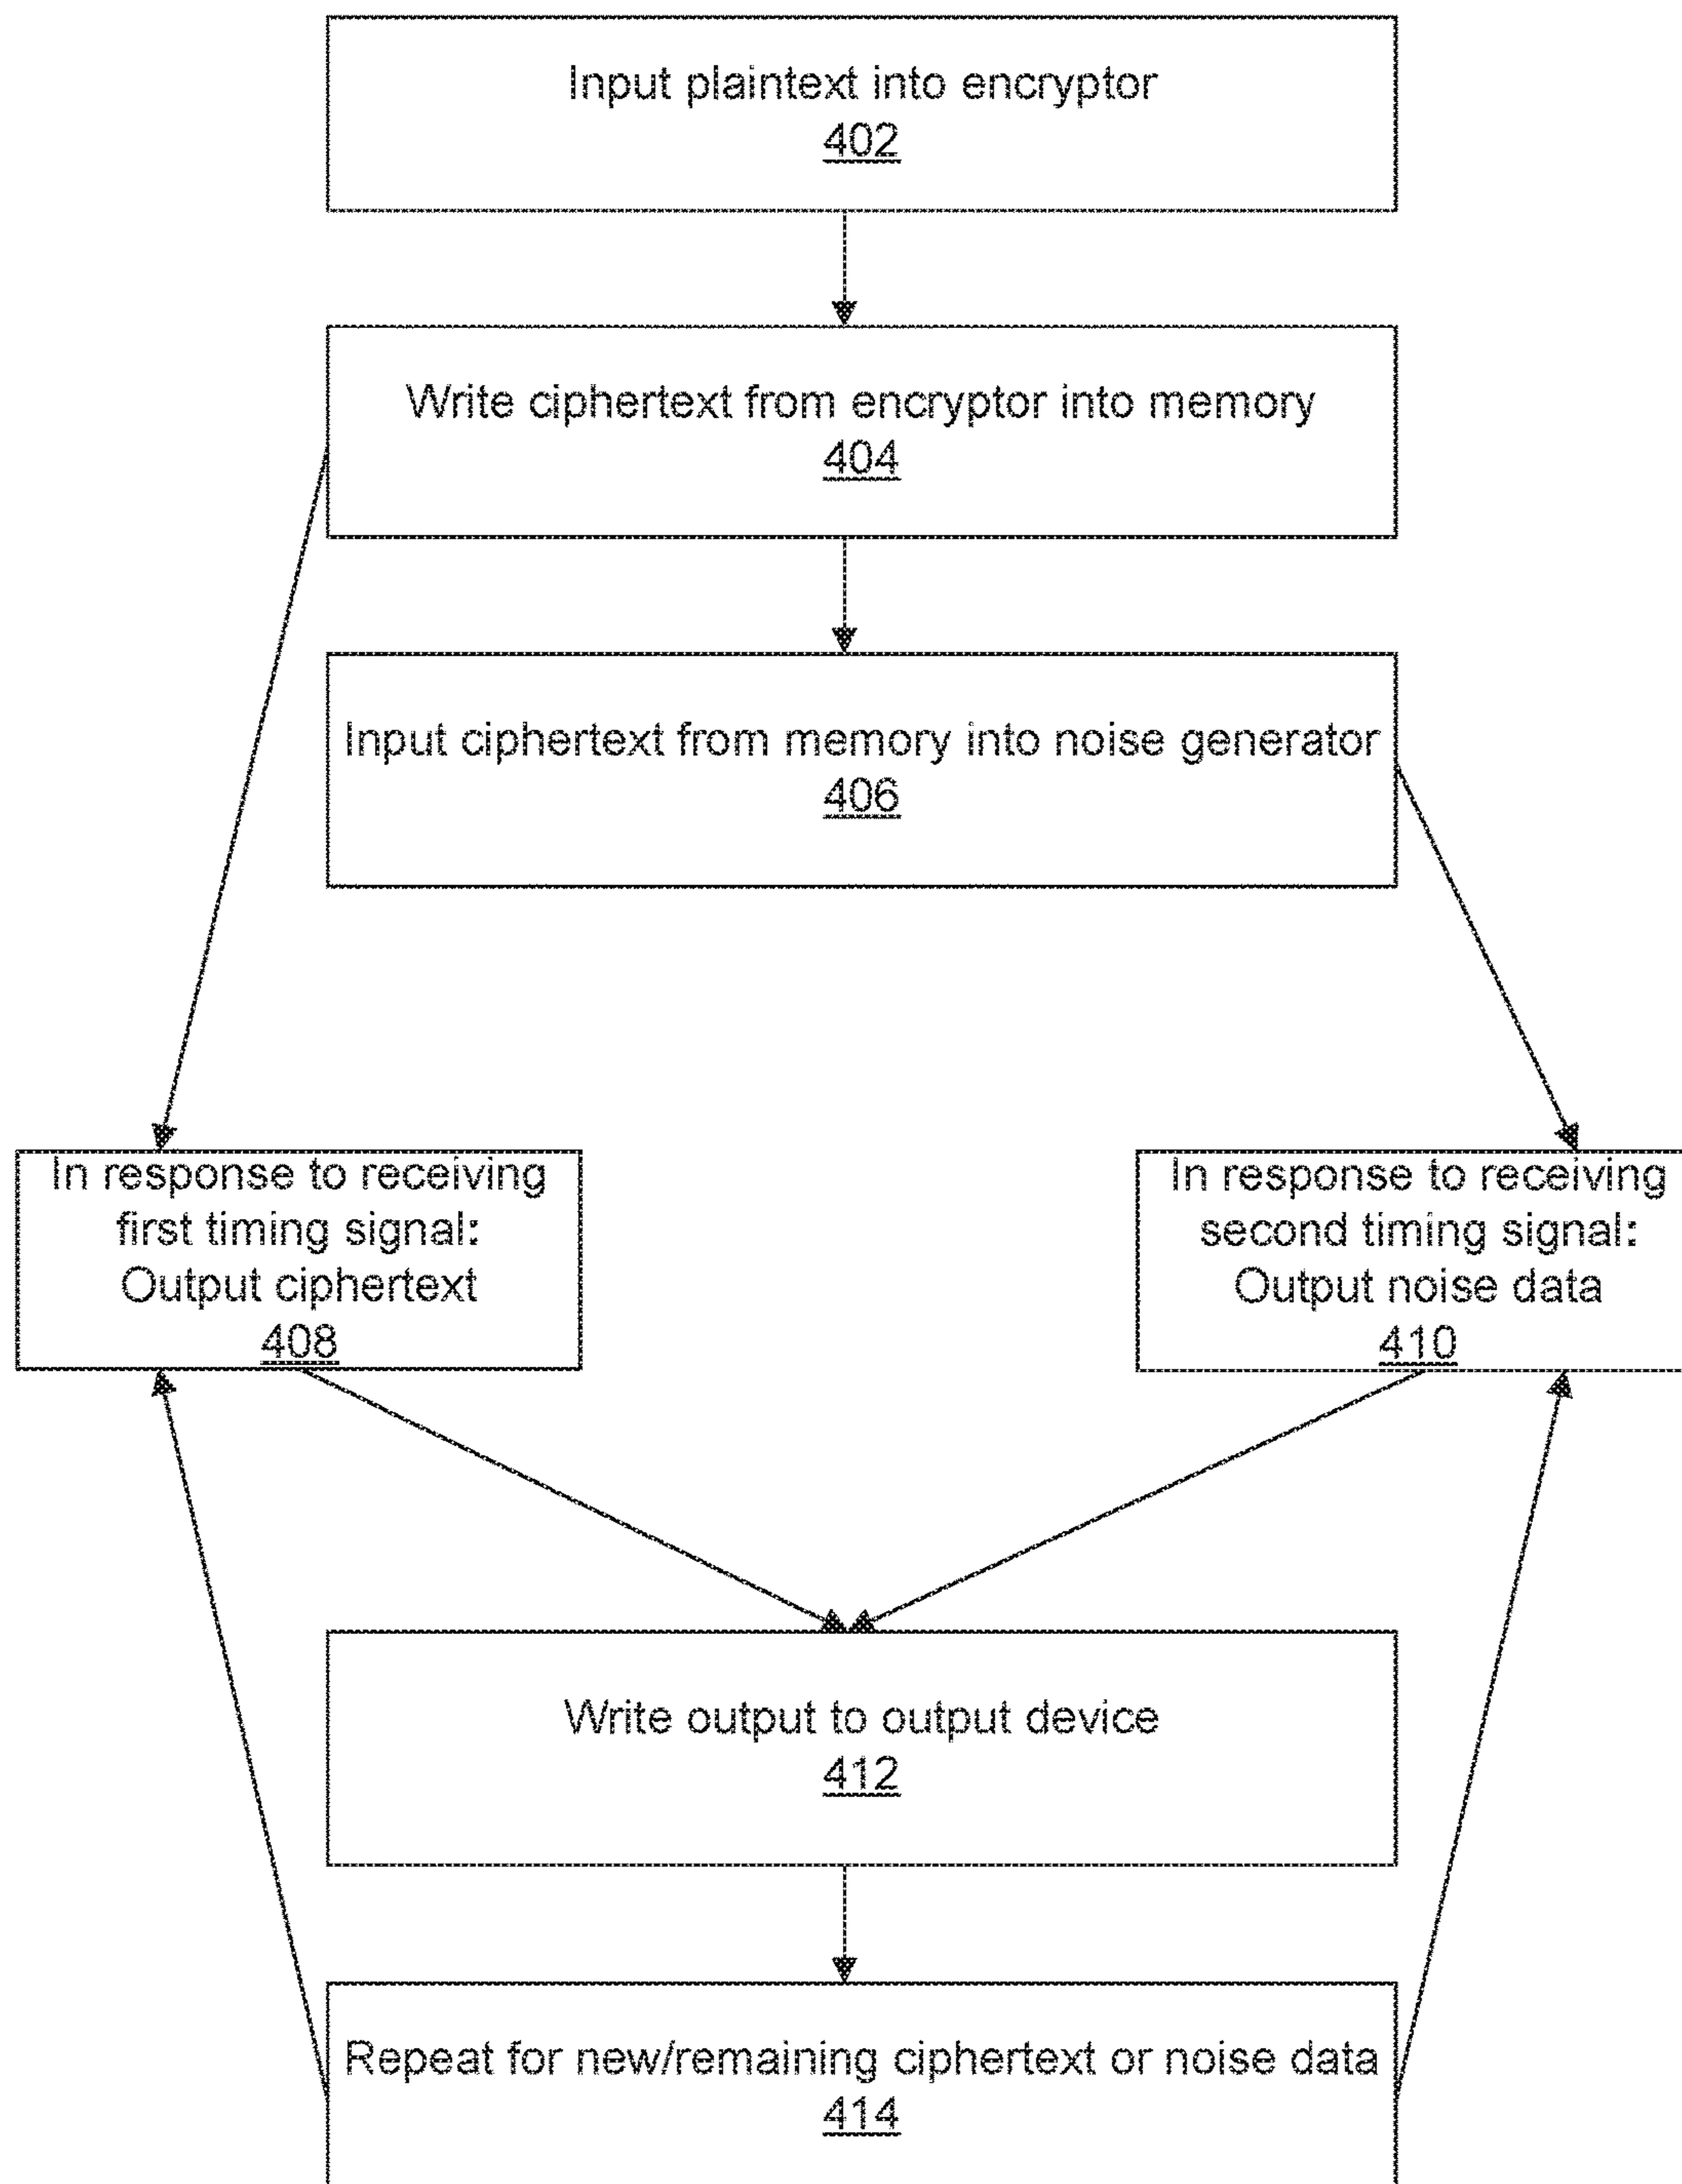 Input plaintext into encryptor
402
Write ciphertext from encryptor into memory
404
Input ciphertext from memory into noise generator
406
In response to receiving
first timing signal:
Output ciphertext
408
In response to receiving
second timing signal:
Output noise data
410
Write output to output device
412
Repeat for new/remaining ciphertext or noise data
414